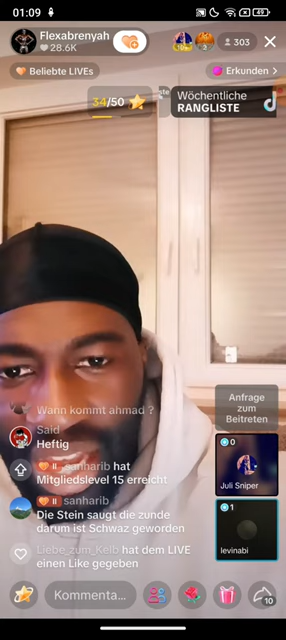 01:09
49
Flexabrenyah
28.6K
303
Beliebte LIVEs
Erkunden >
34/50
Wöchentliche
RANGLISTE
Wann kommt ahmad ?
Said
Heftig
sanharib hat
Mitgliedslevel 15 erreicht
sanharib
Die Stein saugt die zunde
darum ist Schwaz geworden
Liebe_zum_Kelb hat dem LIVE
einen Like gegeben
Anfrage
zum
Beitreten
0
Juli Sniper
1
levinabi
Kommenta...
10